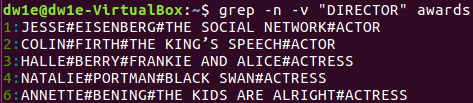 dw1e@dw1e-VirtualBox:~$ grep -n -v "DIRECTOR" awards
1:JESSE#EISENBERG#THE SOCIAL NETWORK#ACTOR
2:COLIN#FIRTH#THE KING’S SPEECH#ACTOR
3:HALLE#BERRY#FRANKIE AND ALICE#ACTRESS
4:NATALIE#PORTMAN#BLACK SWAN#ACTRESS
6:ANNETTE#BENING#THE KIDS ARE ALRIGHT#ACTRESS